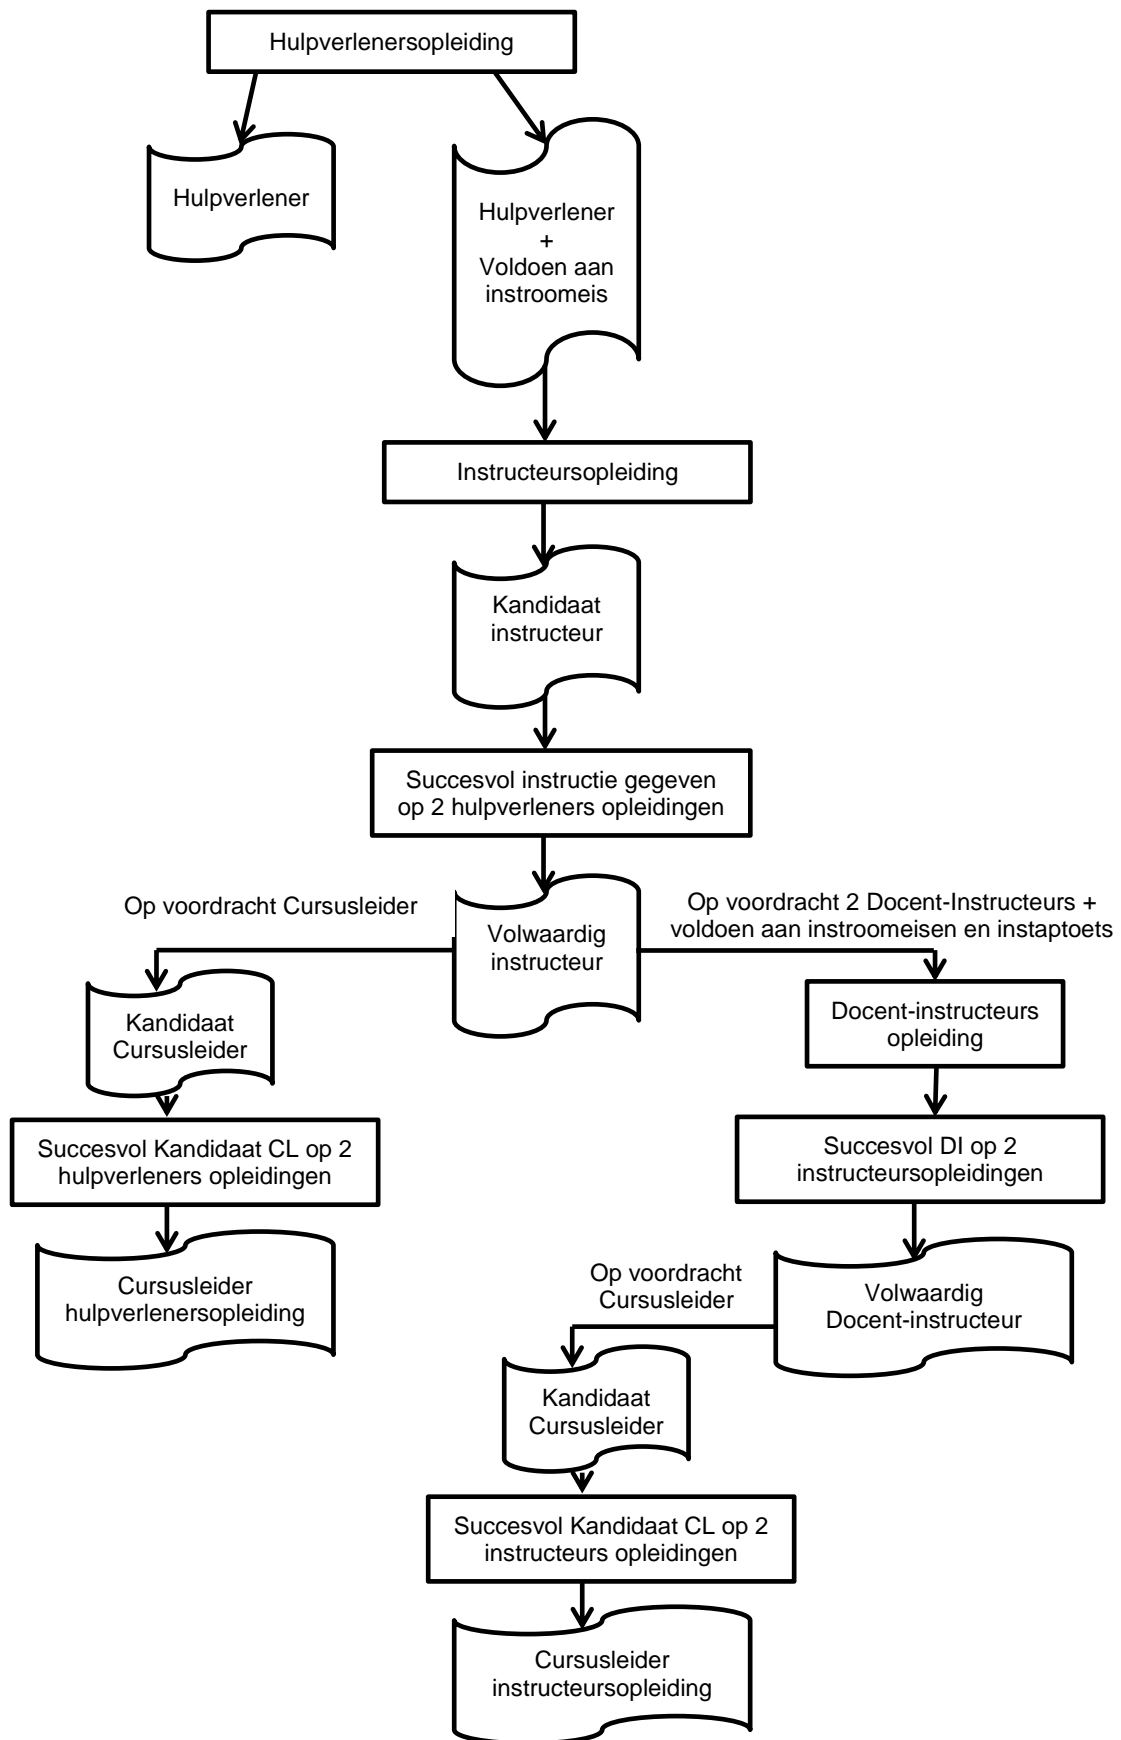 Hulpverlenersopleiding
Hulpverlener
Hulpverlener
+
Voldoen aan
instroomeis
Instructeursopleiding
Kandidaat
instructeur
Succesvol instructie gegeven
op 2 hulpverleners opleidingen
Op voordracht Cursusleider
Volwaardig
instructeur
Op voordracht 2 Docent-Instructeurs +
voldoen aan instroomeisen en instaptoets
Kandidaat
Cursusleider
Docent-instructeurs
opleiding
Succesvol Kandidaat CL op 2
hulpverleners opleidingen
Succesvol DI op 2
instructeursopleidingen
Cursusleider
hulpverlenersopleiding
Op voordracht
Cursusleider
Volwaardig
Docent-instructeur
Kandidaat
Cursusleider
Succesvol Kandidaat CL op 2
instructeurs opleidingen
Cursusleider
instructeursopleiding